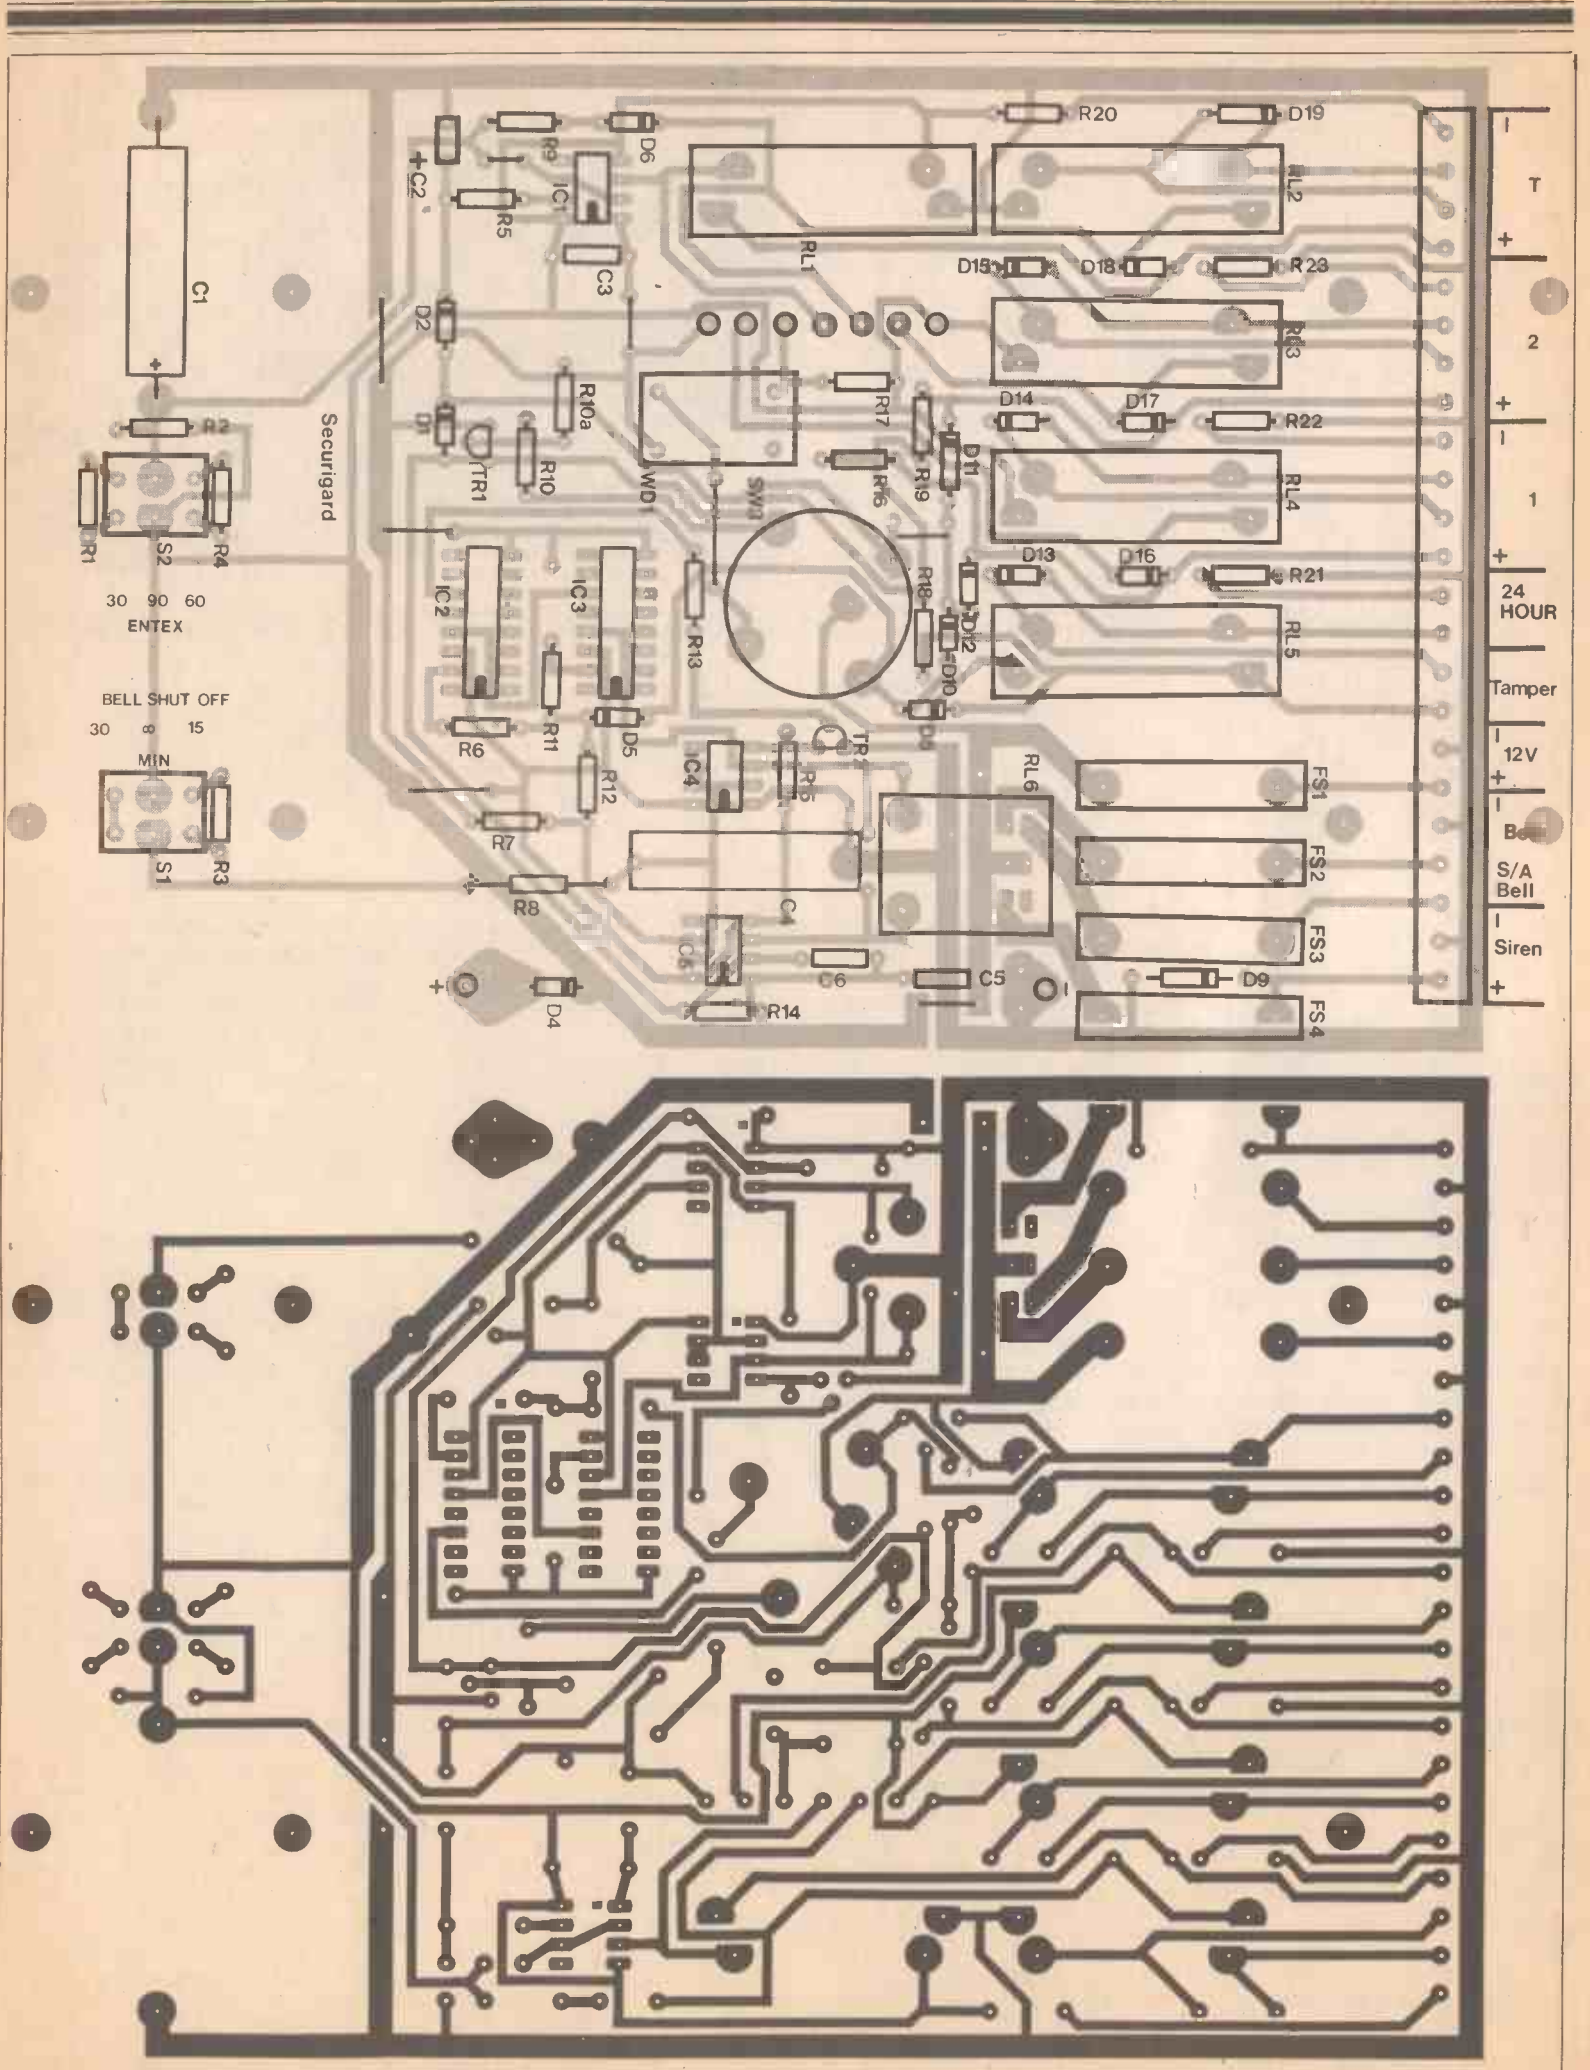 R20
D19
−
T
+
C2
+
R9
D6
IC1
R5
C3
RL1
RL2
D15
D18
R23
C1
+
D2
RL3
2
+
R10a
R17
D14
D17
R22
R2
Securigard
D1
TR1
R10
WD1
R16
R19
D11
RL4
−
1
+
R1
S2
R4
30 90 60
ENTEX
IC2
IC3
R13
R18
D12
D10
D13
D16
R21
RL5
24
HOUR
Tamper
BELL SHUT OFF
30 8 15
MIN
R6
R11
D5
R12
IC4
RL6
FS1
−
12V
+
−
S1
R3
R7
R8
C4
FS2
S/A
Bell
−
Siren
+
FS3
C6
C5
−
D9
FS4
+
D4
R14